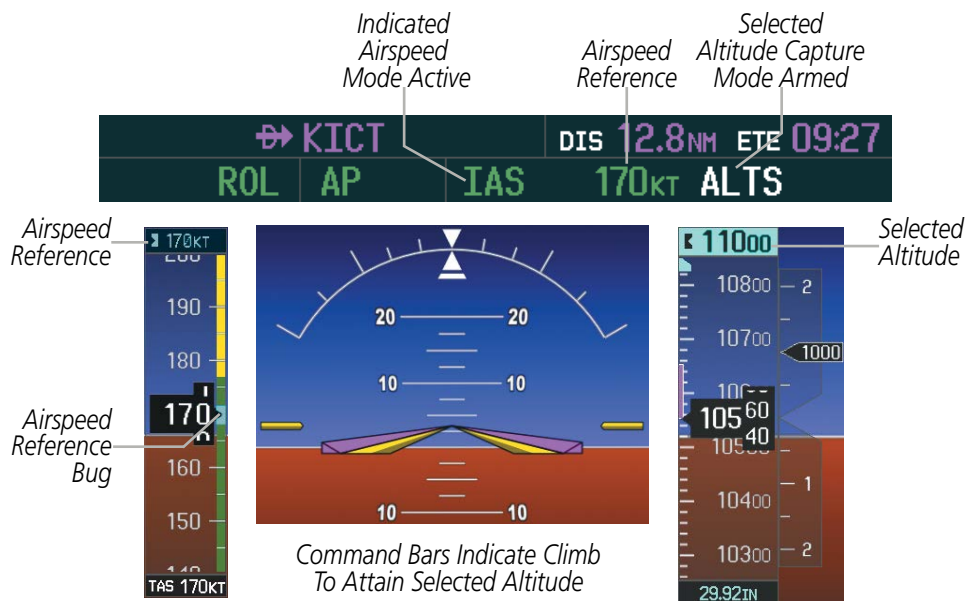 Indicated
Airspeed
Mode Active
Airspeed
Reference
Selected
Altitude Capture
Mode Armed
KICT
DIS 12.8NM ETE 09:27
ROL AP IAS 170KT ALTS
Airspeed
Reference
170KT
190
180
170
160
150
TAS 170KT
Airspeed
Reference
Bug
20 20
10 10
10 10
Command Bars Indicate Climb
To Attain Selected Altitude
11000
Selected
Altitude
10800
2
10700
1000
105
60
40
10400
1
10300
2
29.92IN